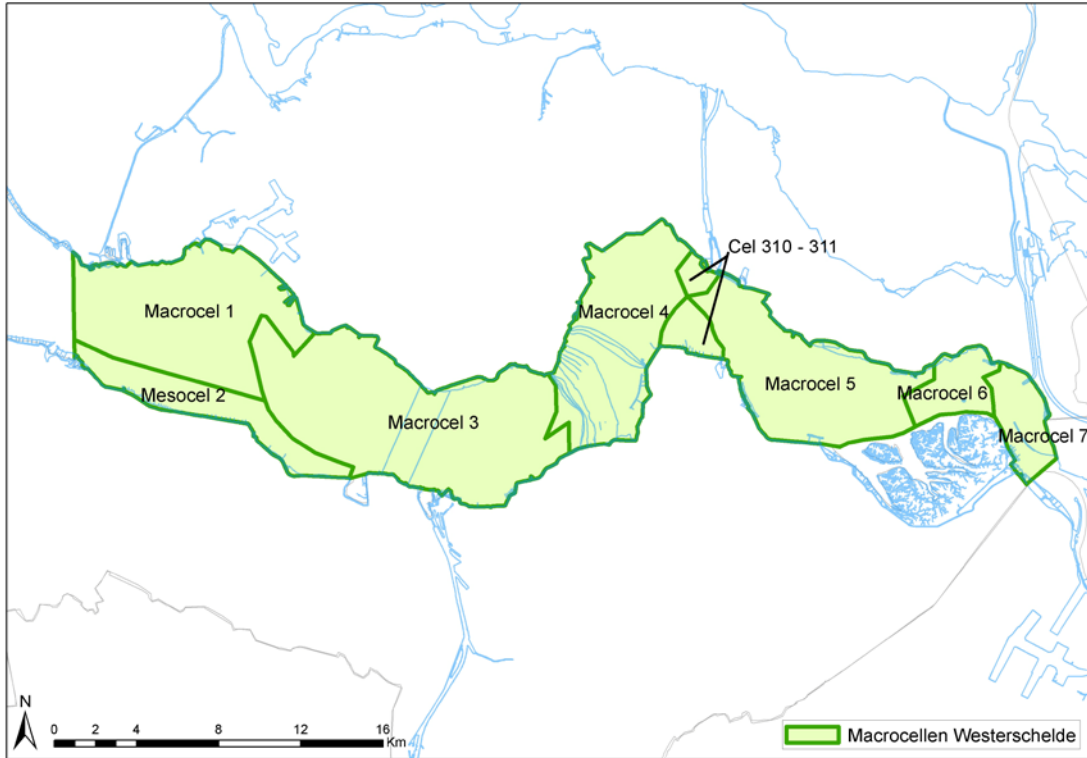 Cel 310 - 311
Macrocel 1
Macrocel 4
Mesocel 2
Macrocel 5
Macrocel 6
Macrocel 3
Macrocel 7
N
0 2 4 8 12 16
Km
Macrocellen Westerschelde